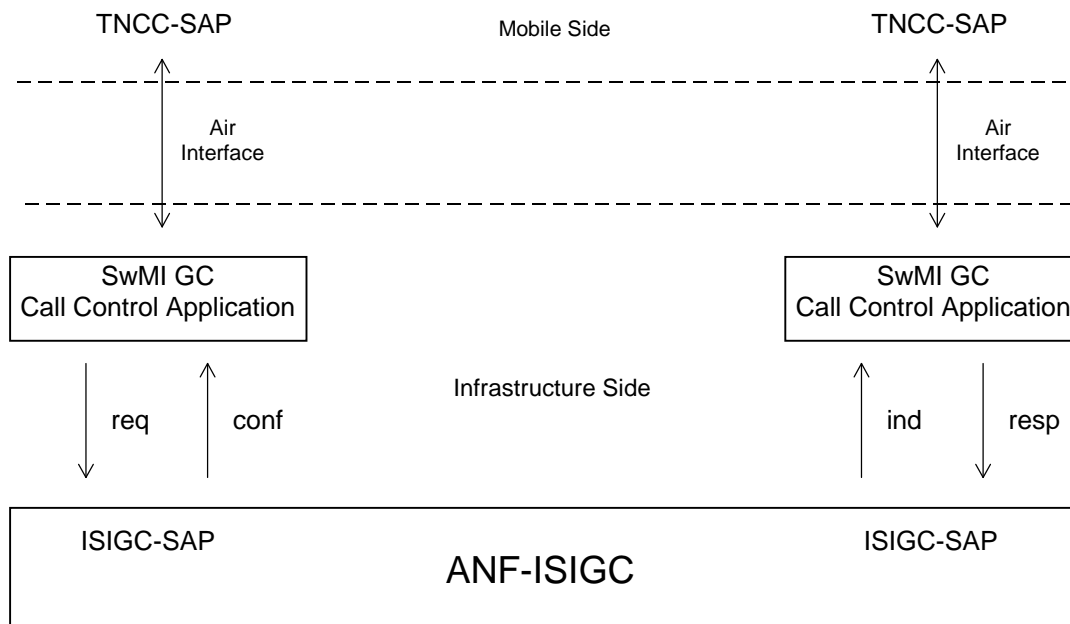 TNCC-SAP
Mobile Side
TNCC-SAP
Air
Interface
Air
Interface
SwMI GC
Call Control Application
SwMI GC
Call Control Application
Infrastructure Side
req
conf
ind
resp
ISIGC-SAP
ISIGC-SAP
ANF-ISIGC